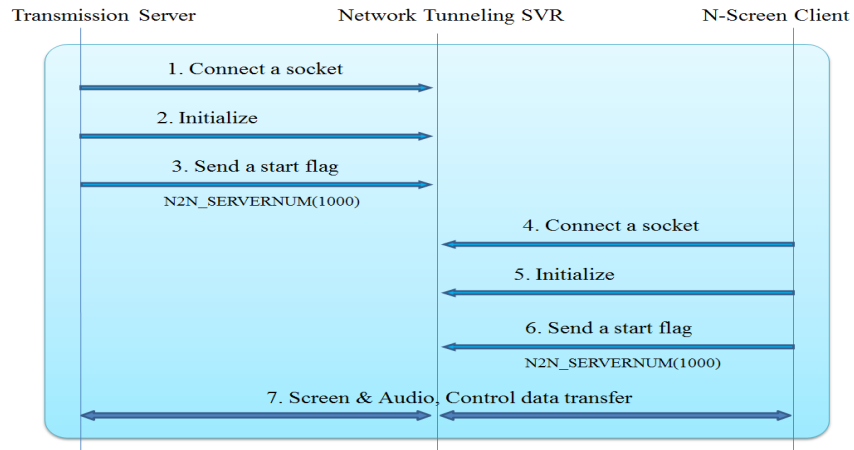 Transmission Server
Network Tunneling SVR
N-Screen Client
1. Connect a socket
2. Initialize
3. Send a start flag
N2N_SERVERNUM(1000)
4. Connect a socket
5. Initialize
6. Send a start flag
N2N_SERVERNUM(1000)
7. Screen & Audio, Control data transfer